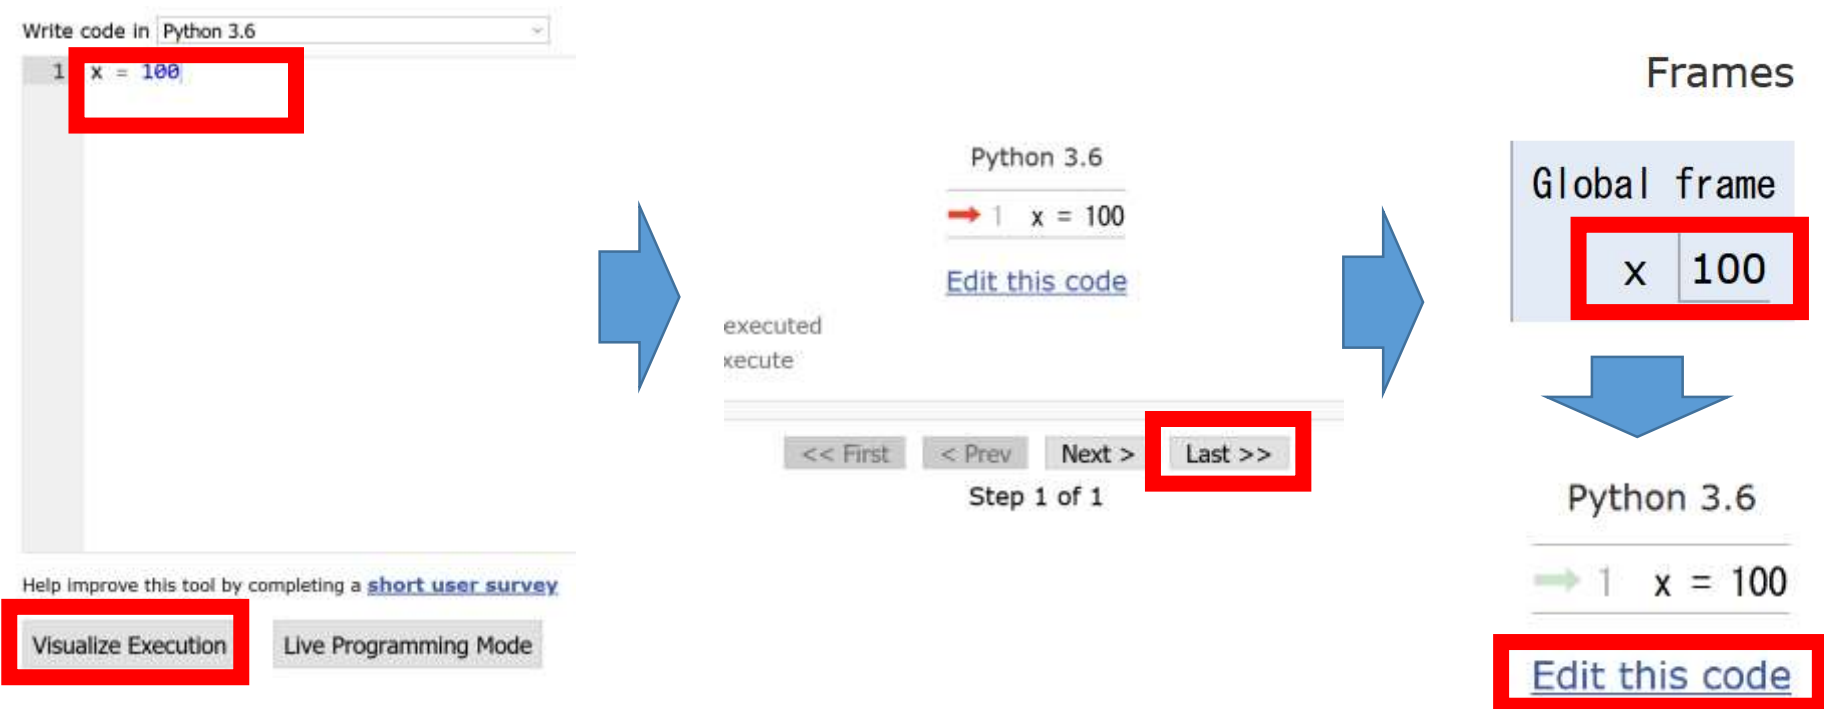 Write code in Python 3.6
1 x = 100
Help improve this tool by completing a short user survey
Visualize Execution
Live Programming Mode
Python 3.6
1 x = 100
Edit this code
executed
xecute
<< First
< Prev
Next >
Last >>
Step 1 of 1
Frames
Global frame
x 100
Python 3.6
1 x = 100
Edit this code